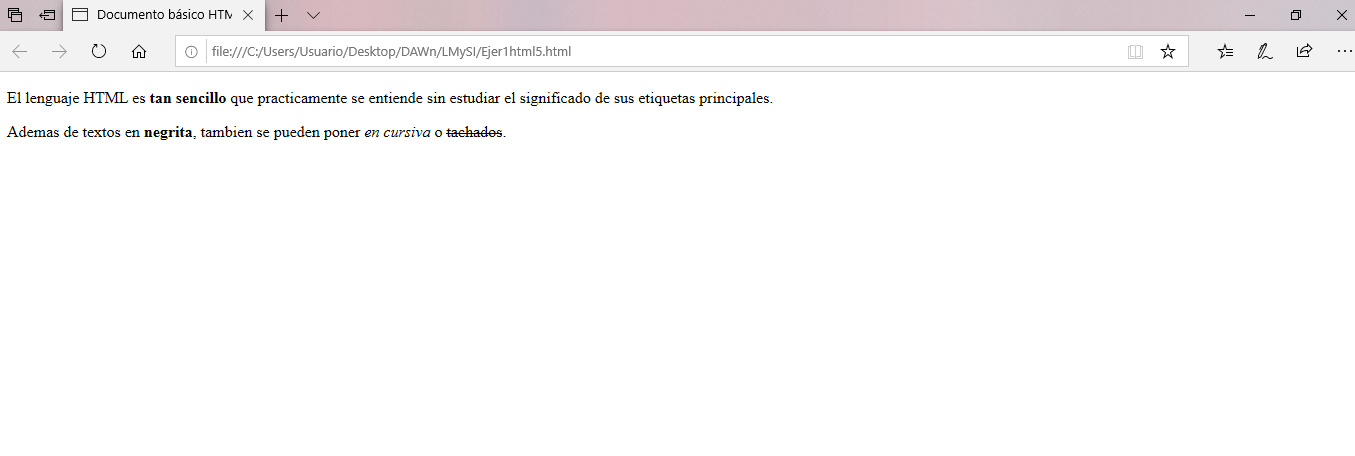 Documento básico HTM
file:///C:/Users/Usuario/Desktop/DAWn/LMySI/Ejer1html5.html
El lenguaje HTML es tan sencillo que practicamente se entiende sin estudiar el significado de sus etiquetas principales.
Ademas de textos en negrita, tambien se pueden poner en cursiva o tachados.